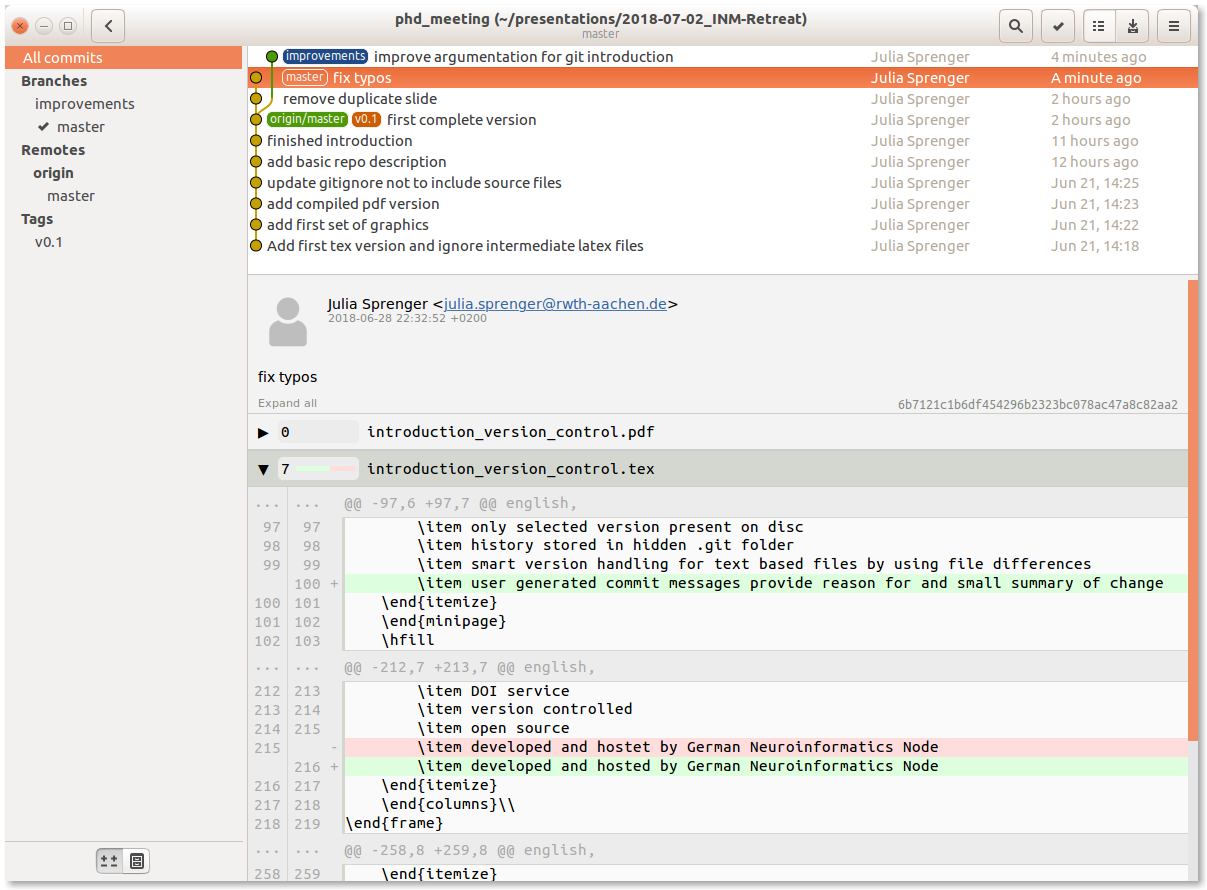 phd_meeting (~/presentations/2018-07-02_INM-Retreat)
master
All commits
Branches
improvements
master
Remotes
origin
master
Tags
v0.1
improvements improve argumentation for git introduction Julia Sprenger 4 minutes ago
master fix typos Julia Sprenger A minute ago
remove duplicate slide Julia Sprenger 2 hours ago
origin/master v0.1 first complete version Julia Sprenger 2 hours ago
finished introduction Julia Sprenger 11 hours ago
add basic repo description Julia Sprenger 12 hours ago
update gitignore not to include source files Julia Sprenger Jun 21, 14:25
add compiled pdf version Julia Sprenger Jun 21, 14:23
add first set of graphics Julia Sprenger Jun 21, 14:22
Add first tex version and ignore intermediate latex files Julia Sprenger Jun 21, 14:18
Julia Sprenger <julia.sprenger@rwth-aachen.de>
2018-06-28 22:32:52 +0200
fix typos
Expand all 6b7121c1b6df454296b2323bc078ac47a8c82aa2
0 introduction_version_control.pdf
7 introduction_version_control.tex
... ... @@ -97,6 +97,7 @@ english,
97 97 \item only selected version present on disc
98 98 \item history stored in hidden .git folder
99 99 \item smart version handling for text based files by using file differences
100 + \item user generated commit messages provide reason for and small summary of change
100 101 \end{itemize}
101 102 \end{minipage}
102 103 \hfill
... ... @@ -212,7 +213,7 @@ english,
212 213 \item DOI service
213 214 \item version controlled
214 215 \item open source
215 - \item developed and hostet by German Neuroinformatics Node
216 + \item developed and hosted by German Neuroinformatics Node
216 217 \end{itemize}
217 218 \end{columns}\\
218 219 \end{frame}
... ... @@ -258,8 +259,8 @@ english,
258 259 \end{itemize}